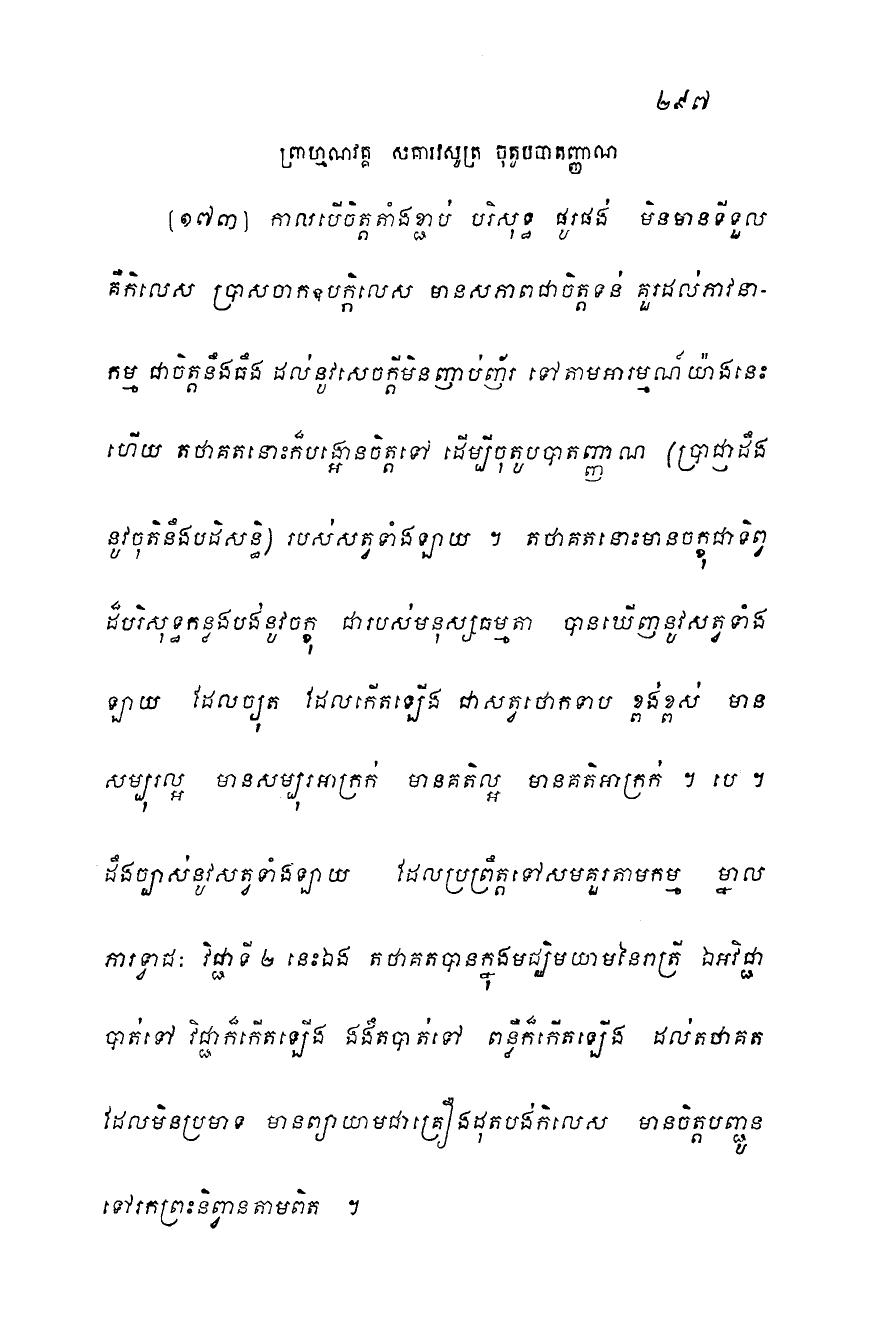 ២៩៧
ព្រាហ្មណវគ្គ សគារវសូត្រ ចុតូបបាតញ្ញាណ
(១៧៣) កាលបើចិត្តតាំងខ្ជាប់ បរិសុទ្ធ ផូរផង់ មិនមានទីទួល
គឺកិលេស ប្រាសចាកឧបក្កិលេស មានសភាពជាចិត្តទន់ គួរដល់ភាវនា-
កម្ម ជាចិត្តនឹងធឹង ដល់នូវសេចក្តីមិនញាប់ញ័រ ទៅតាមអារម្មណ៍យ៉ាងនេះ
ហើយ តថាគតនោះក៏បង្អោនចិត្តទៅ ដើម្បីចុតូបបាតញ្ញាណ (ប្រាជ្ញាដឹង
នូវចុតិនឹងបដិសន្ធិ) របស់សត្វទាំងឡាយ ។ តថាគតនោះមានចក្ខុជាទិព្វ
ដ៏បរិសុទ្ធកន្លងបង់នូវចក្ខុ ជារបស់មនុស្សធម្មតា បានឃើញនូវសត្វទាំង
ឡាយ ដែលច្យុត ដែលកើតឡើង ជាសត្វថោកទាប ខ្ពង់ខ្ពស់ មាន
សម្បុរល្អ មានសម្បុរអាក្រក់ មានគតិល្អ មានគតិអាក្រក់ ។ បេ ។
ដឹងច្បាស់នូវសត្វទាំងឡាយ ដែលប្រព្រឹត្តទៅសមគួរតាមកម្ម ម្នាល
ភារទ្វាជៈ វិជ្ជាទី ២ នេះឯង តថាគតបានក្នុងមជ្ឈិមយាមនៃរាត្រី ឯអវិជ្ជា
បាត់ទៅ វិជ្ជាក៏កើតឡើង ងងឹតបាត់ទៅ ពន្លឺក៏កើតឡើង ដល់តថាគត
ដែលមិនប្រមាទ មានព្យាយាមជាគ្រឿងដុតបង់កិលេស មានចិត្តបញ្ជូន
ទៅរកព្រះនិព្វានតាមពិត ។